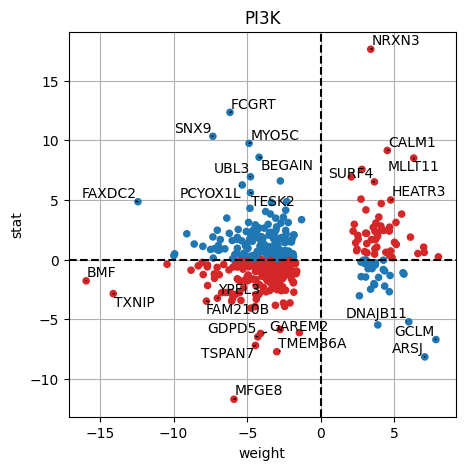 PI3K
NRXN3
15
FCGRT
SNX9
MYO5C
10
CALM1
UBL3
BEGAIN
SURF4
MLLT11
FAXDC2
PCYOX1L
HEATR3
5
TESK2
stat
0
BMF
YPEL3
TXNIP
FAM210B
DNAJB11
−5
GDPD5
GAREM2
GCLM
TSPAN7
TMEM86A
ARSJ
−10
MFGE8
−15
−10
−5
0
5
weight